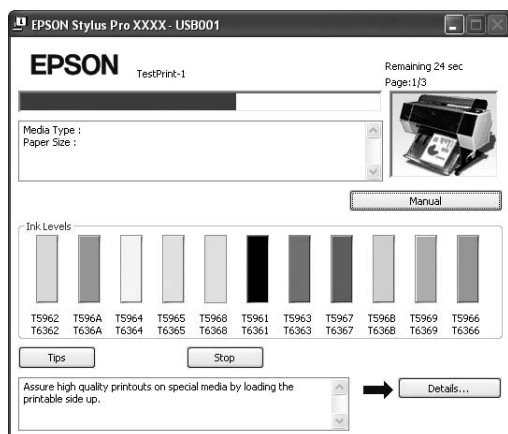 EPSON Stylus Pro XXXX - USB001
EPSON
TestPrint-1
Remaining 24 sec
Page:1/3
Media Type :
Paper Size :
Manual
Ink Levels
T5962 T596A T5964 T5965 T5968 T5961 T5963 T5967 T596B T5969 T5966
T6362 T636A T6364 T6365 T6368 T6361 T6363 T6367 T636B T6369 T6366
Tips
Stop
Assure high quality printouts on special media by loading the
printable side up.
Details...